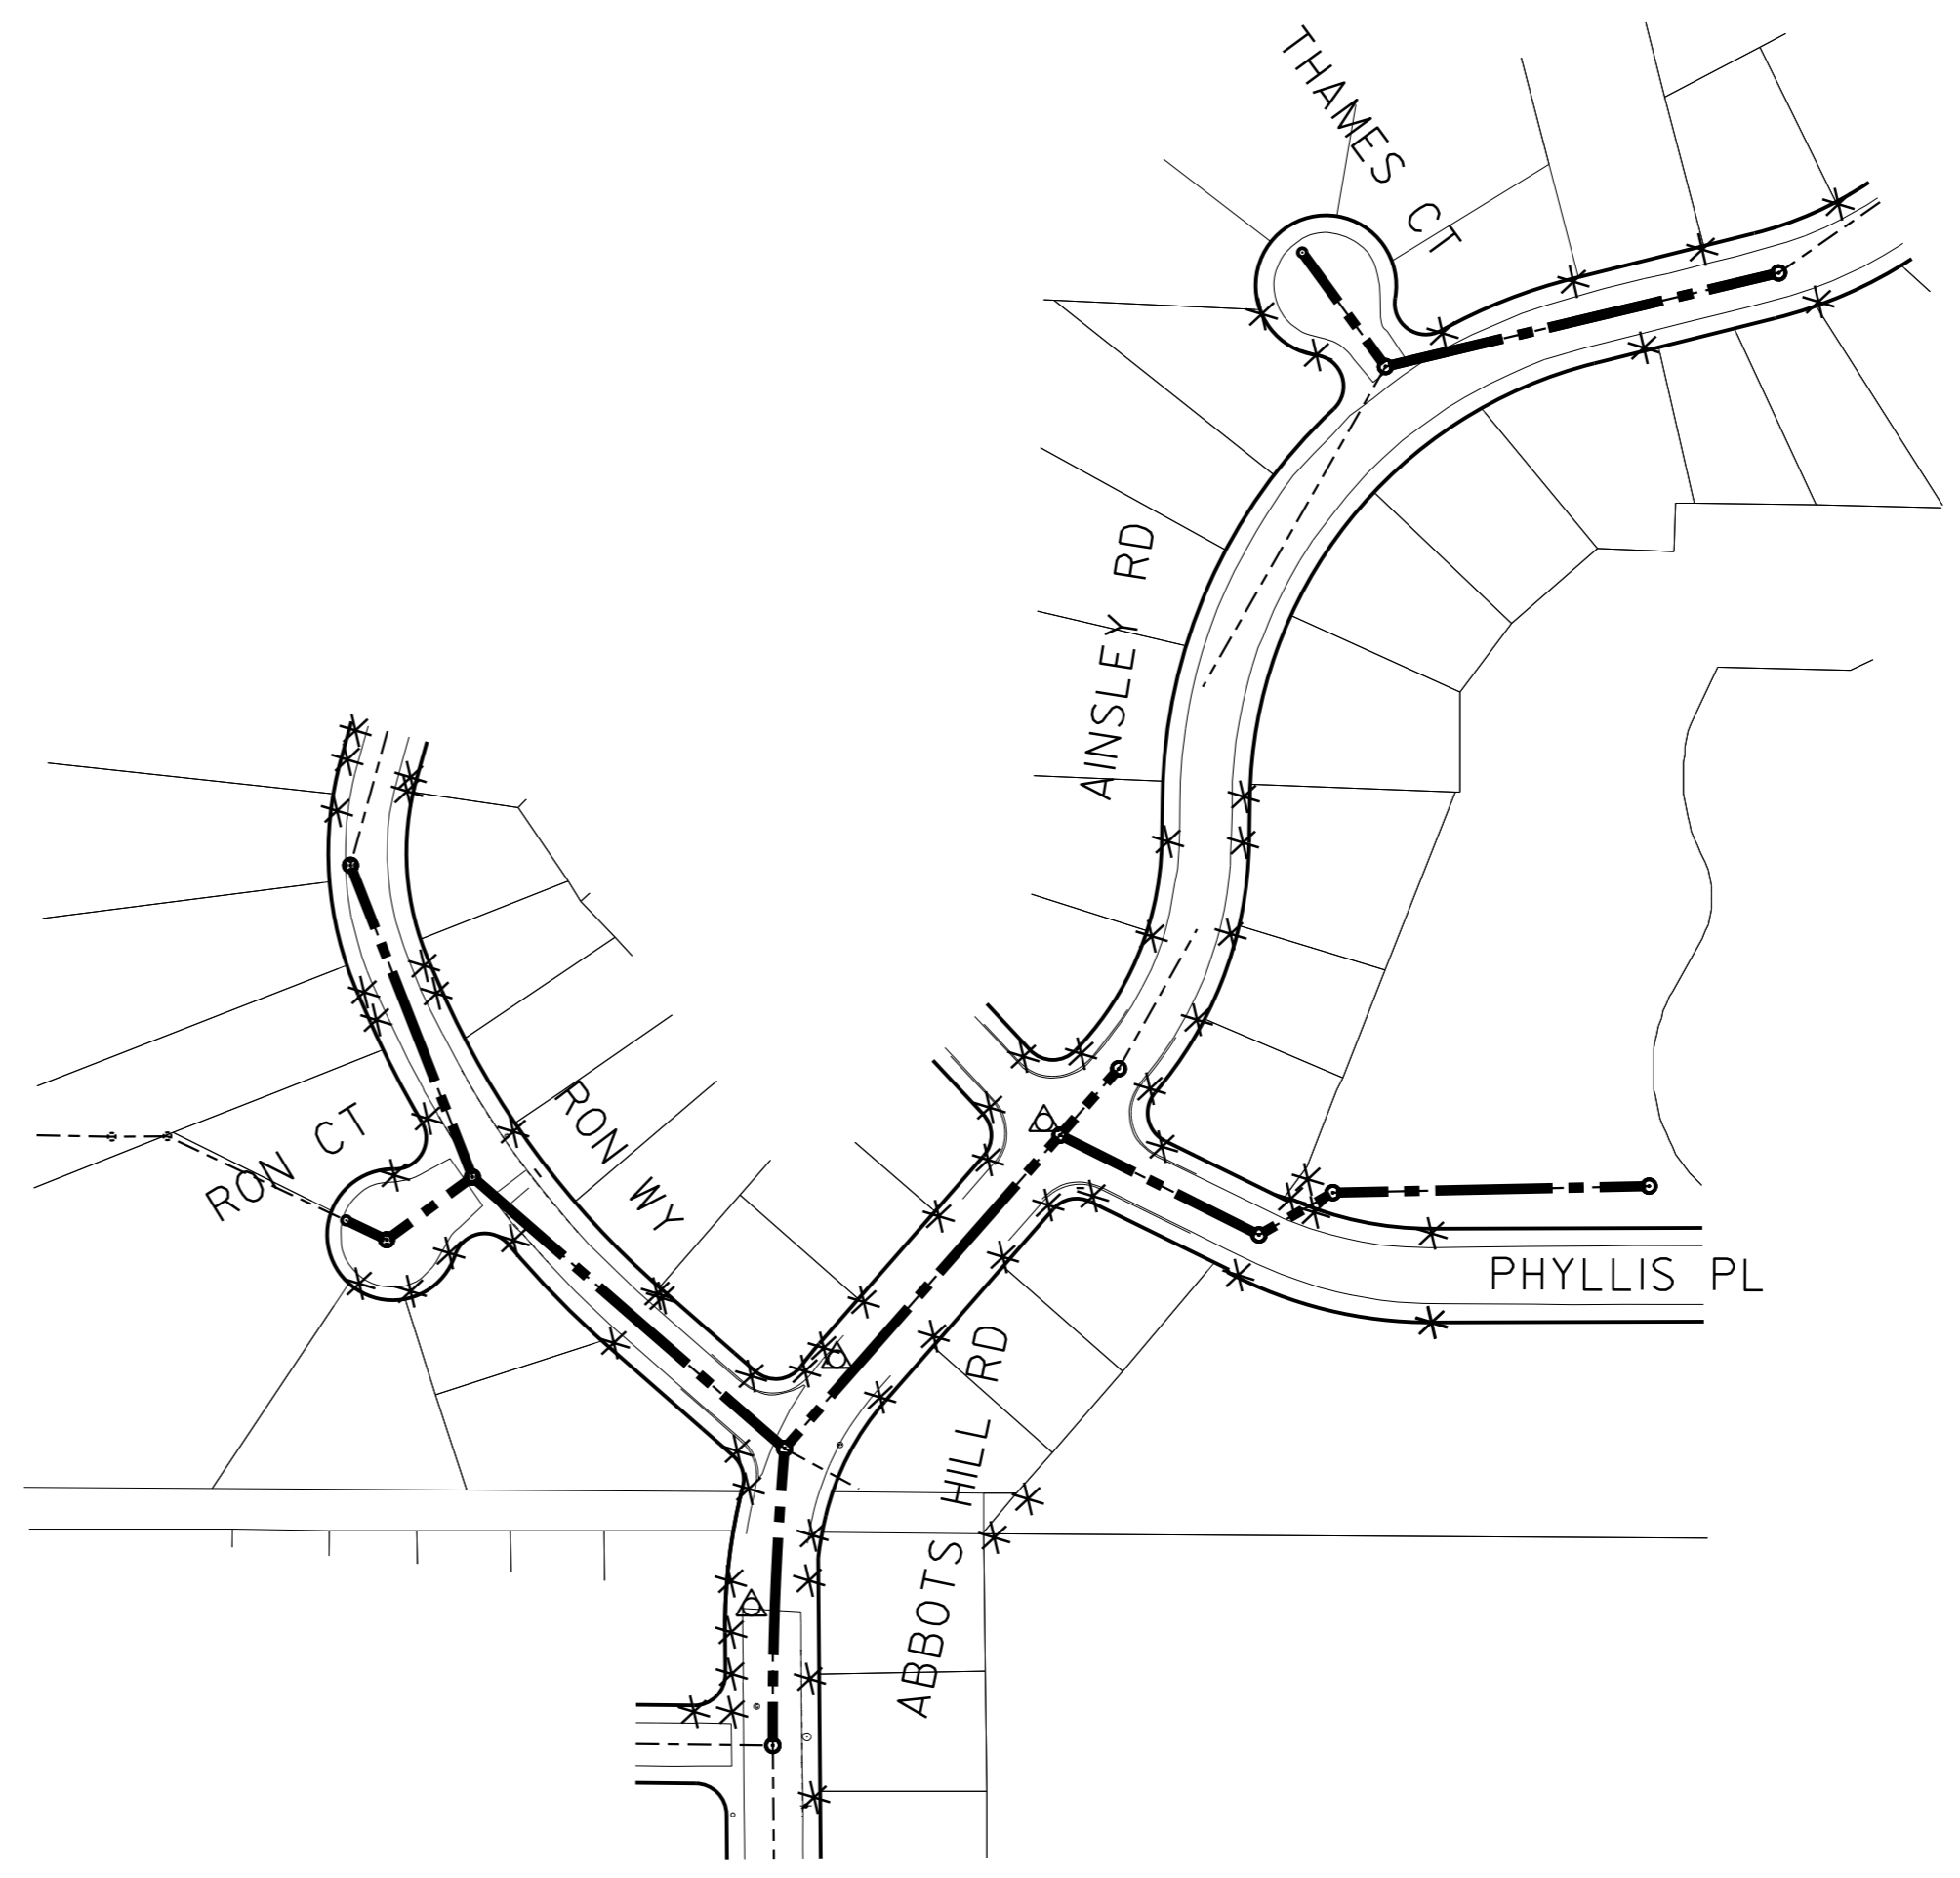 THAMES CT
AINSLEY RD
RON CT
RON WY
PHYLLIS PL
ABBOTS HILL RD